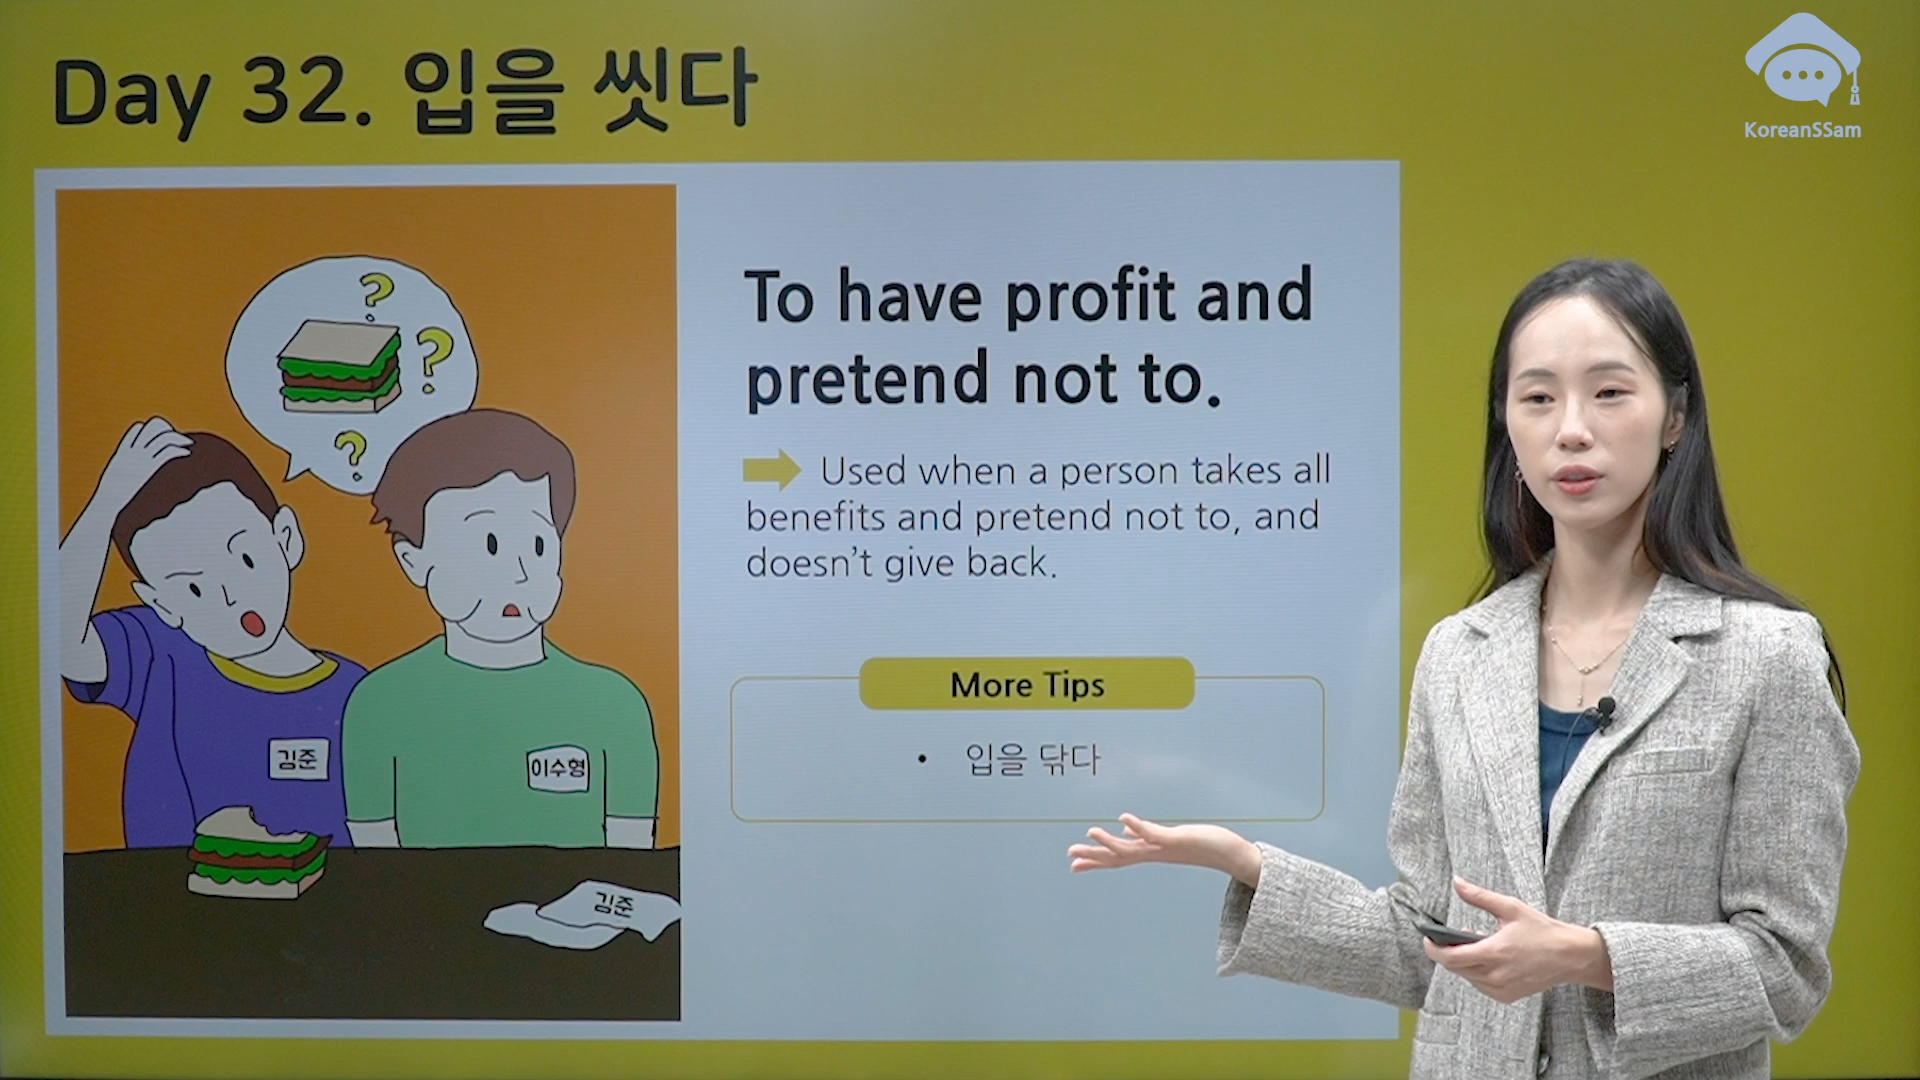 Day 32. 입을 씻다
KoreanSSam
To have profit and
pretend not to.
Used when a person takes all
benefits and pretend not to, and
doesn't give back.
More Tips
• 입을 닦다
? ? ?
김준
이수형
김준